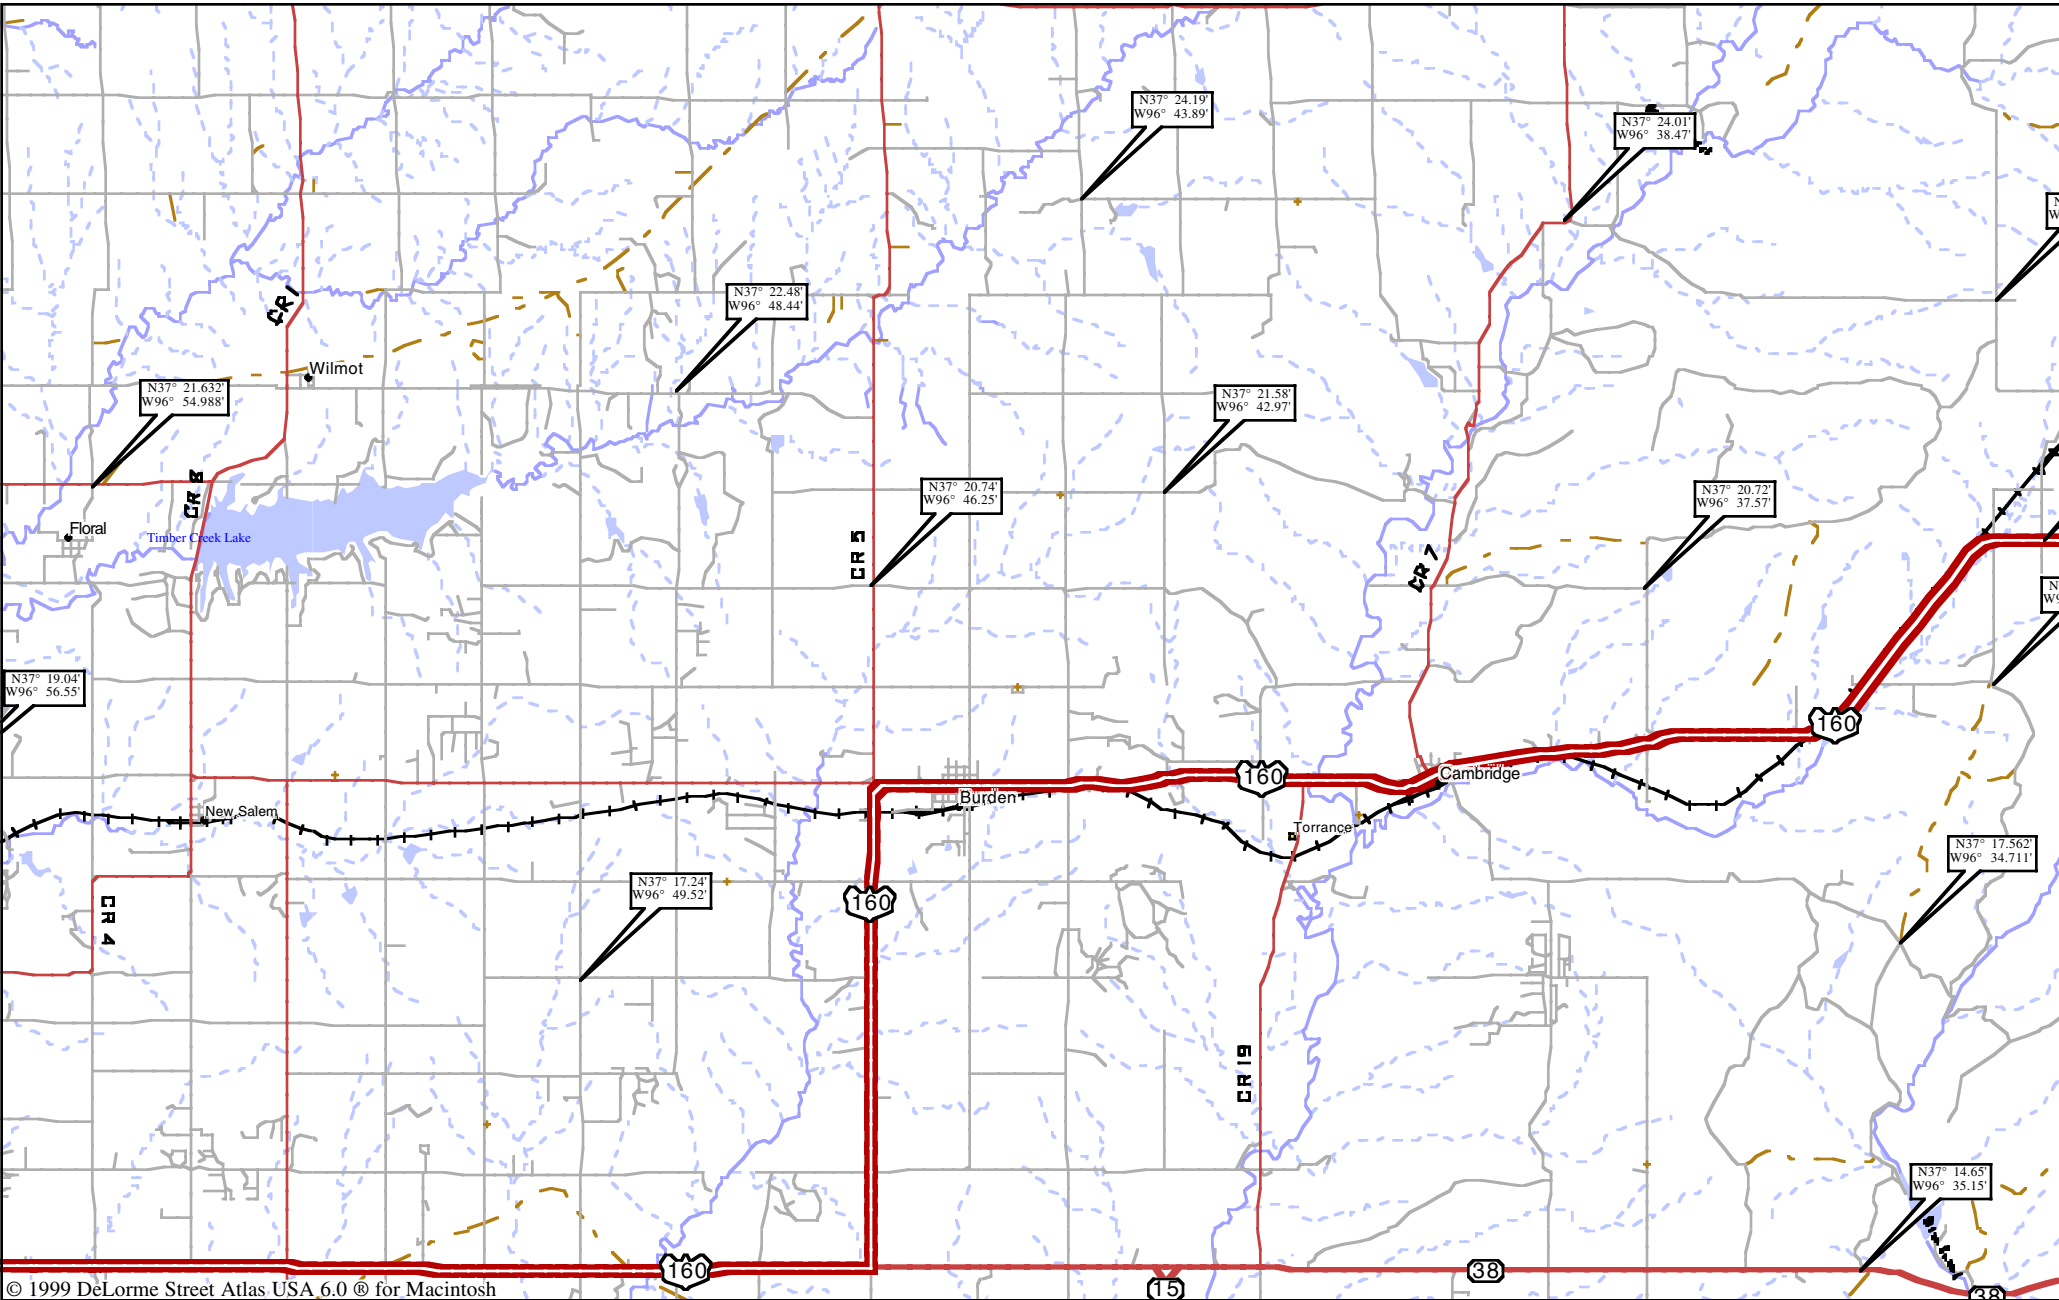 N37° 24.19'
W96° 43.89'
N37° 24.01'
W96° 38.47'
N
W
CR 1
N37° 22.48'
W96° 48.44'
Wilmot
N37° 21.632'
W96° 54.988'
N37° 21.58'
W96° 42.97'
CR 8
N37° 20.74'
W96° 46.25'
N37° 20.72'
W96° 37.57'
Floral
Timber Creek Lake
CR 5
CR 7
N
W9
N37° 19.04'
W96° 56.55'
160
160
Cambridge
Burden
New Salem
Torrance
N37° 17.562'
W96° 34.711'
N37° 17.24'
W96° 49.52'
160
CR 4
CR 19
N37° 14.65'
W96° 35.15'
160
38
15
38
© 1999 DeLorme Street Atlas USA 6.0 ® for Macintosh